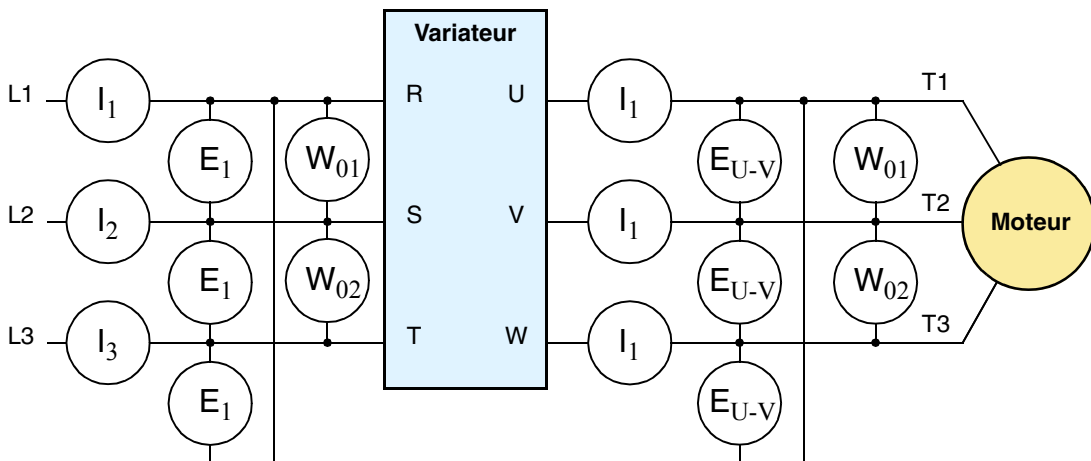 Variateur
L1 I1 R U I1 T1
E1 W01 EU-V W01
L2 I2 S V I1 T2 Moteur
E1 W02 EU-V W02
L3 I3 T W I1 T3
E1 EU-V